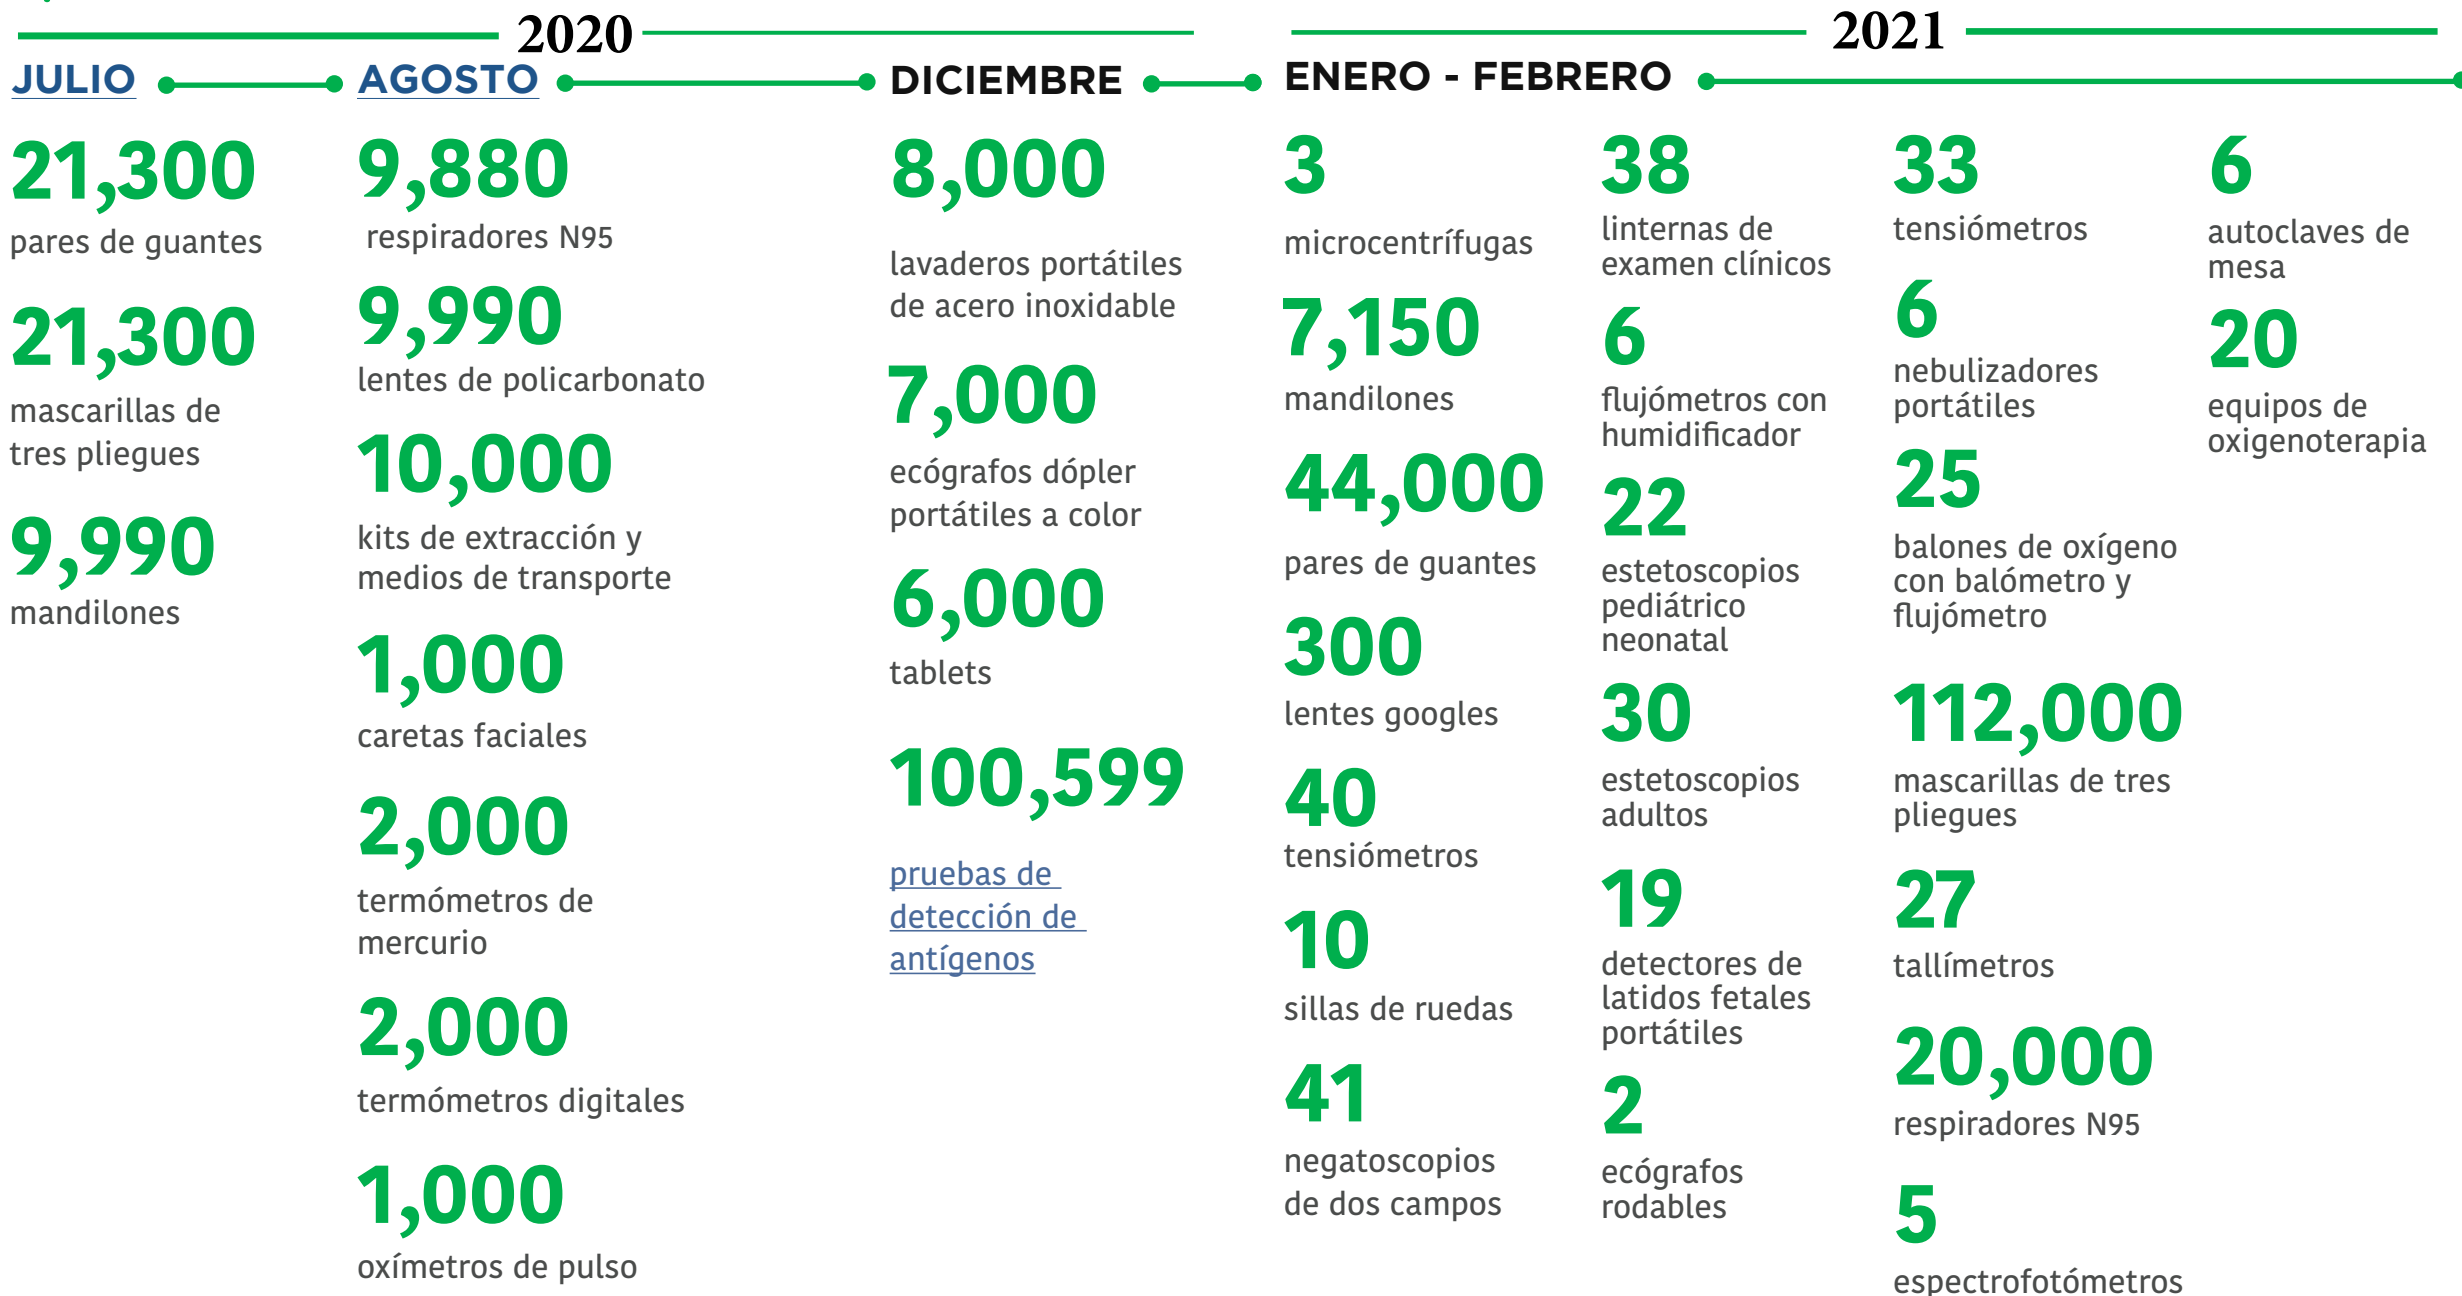 2020
JULIO
21,300
pares de guantes
21,300
mascarillas de
tres pliegues
9,990
mandilones
AGOSTO
9,880
respiradores N95
9,990
lentes de policarbonato
10,000
kits de extracción y
medios de transporte
1,000
caretas faciales
2,000
termómetros de
mercurio
2,000
termómetros digitales
1,000
oxímetros de pulso
DICIEMBRE
8,000
lavaderos portátiles
de acero inoxidable
7,000
ecógrafos dópler
portátiles a color
6,000
tablets
100,599
pruebas de
detección de
antígenos
2021
ENERO - FEBRERO
3
microcentrífugas
7,150
mandilones
44,000
pares de guantes
300
lentes googles
40
tensiómetros
10
sillas de ruedas
41
negatoscopios
de dos campos
38
linternas de
examen clínicos
6
flujómetros con
humidificador
22
estetoscopios
pediátrico
neonatal
30
estetoscopios
adultos
19
detectores de
latidos fetales
portátiles
2
ecógrafos
rodables
33
tensiómetros
6
nebulizadores
portátiles
25
balones de oxígeno
con balómetro y
flujómetro
112,000
mascarillas de tres
pliegues
27
tallímetros
20,000
respiradores N95
5
espectrofotómetros
6
autoclaves de
mesa
20
equipos de
oxigenoterapia